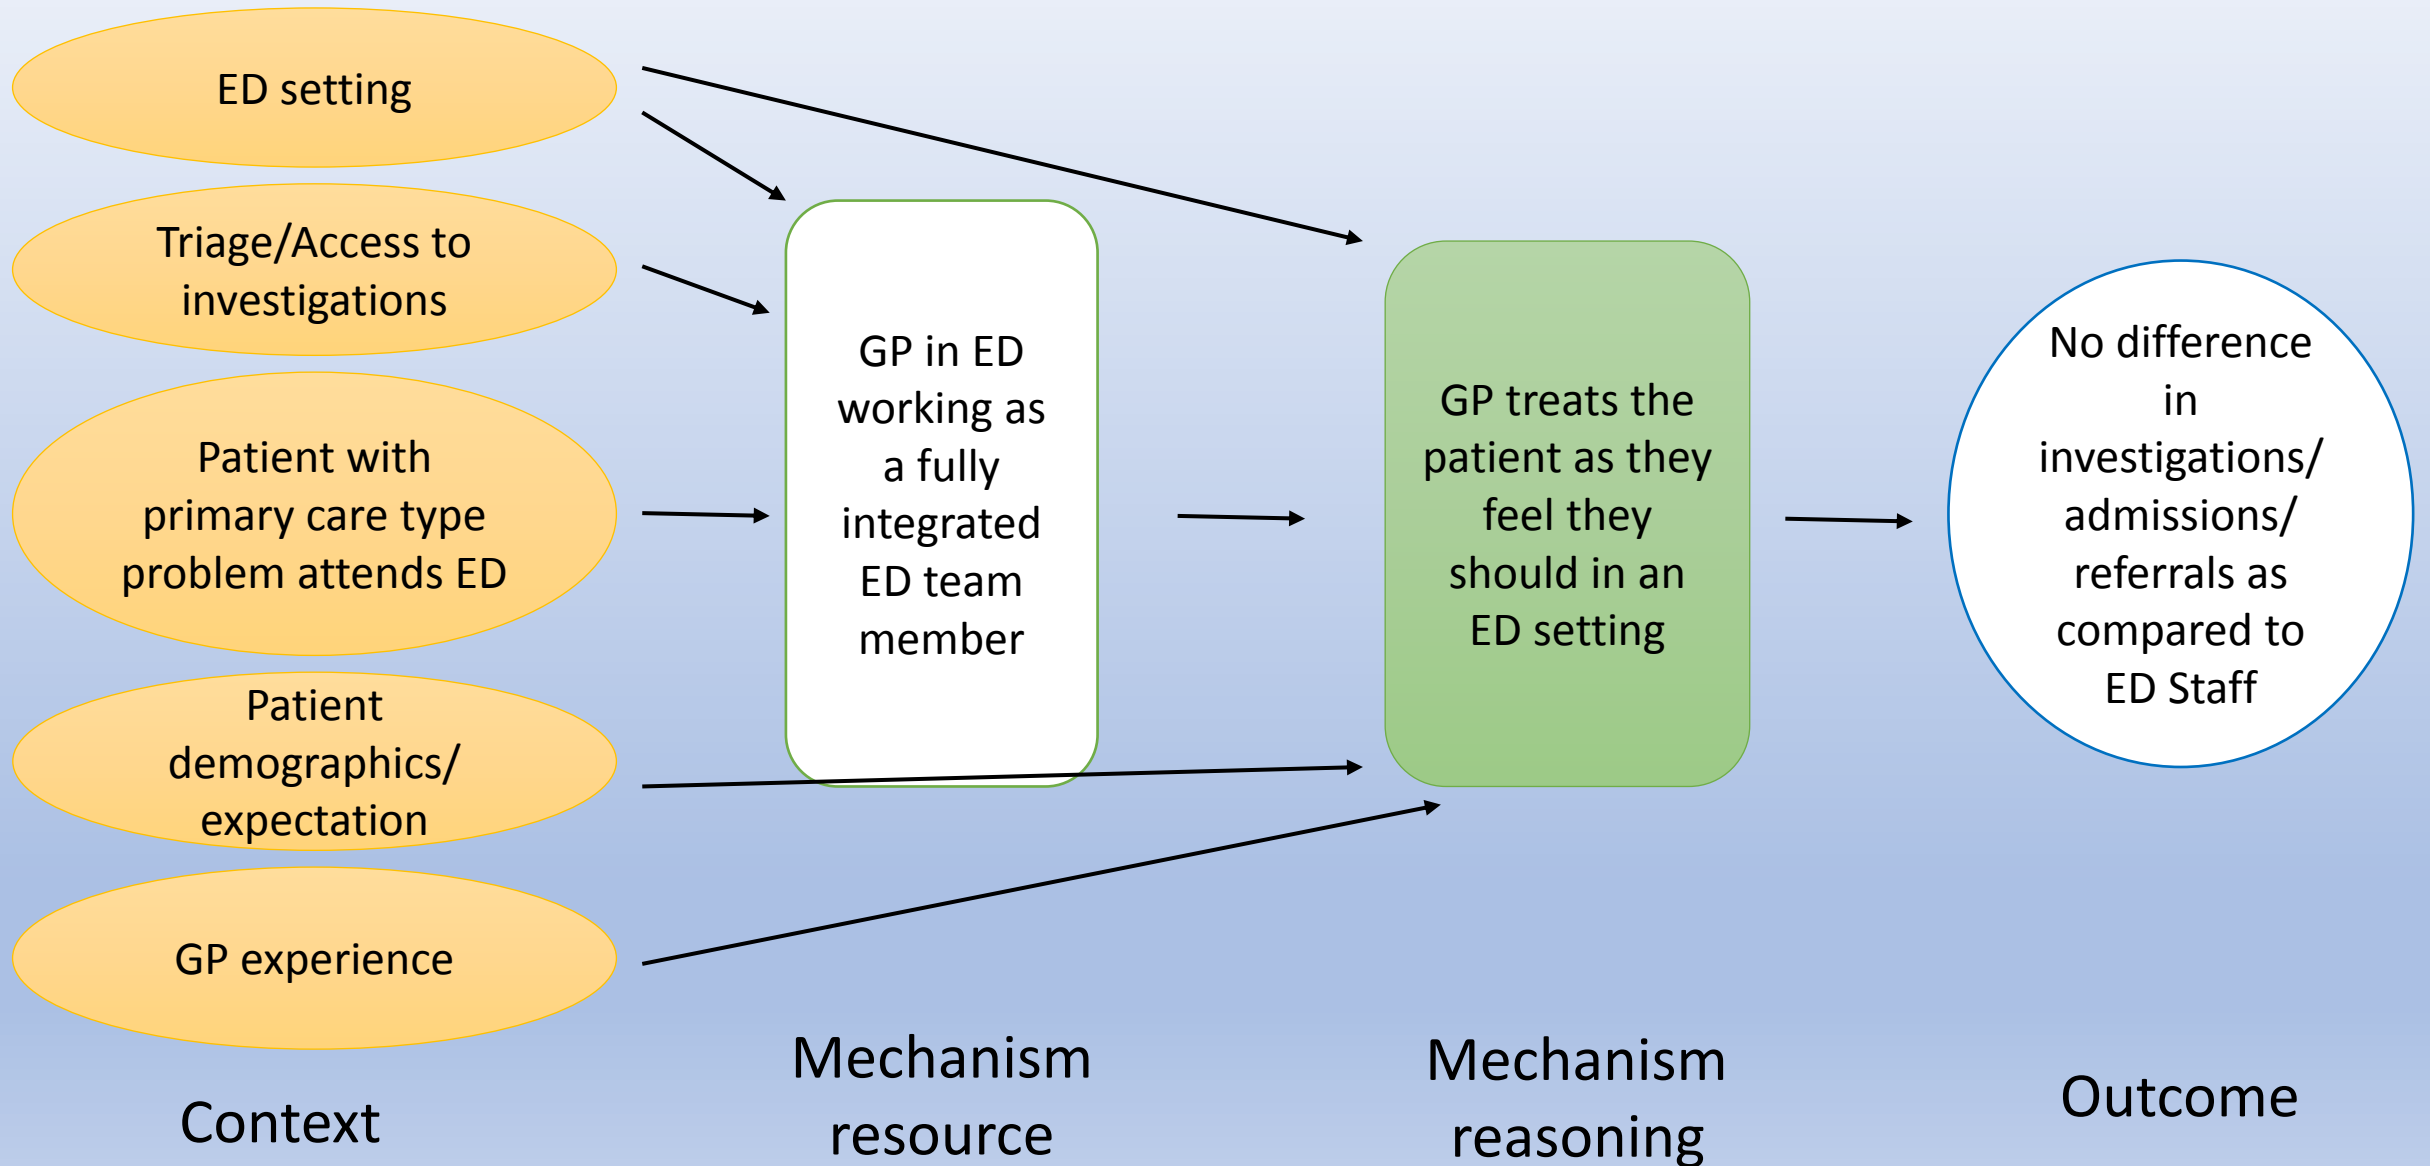 ED setting
Triage/Access to
investigations
Patient with
primary care type
problem attends ED
Patient
demographics/
expectation
GP experience
Context
GP in ED
working as
a fully
integrated
ED team
member
Mechanism
resource
GP treats the
patient as they
feel they
should in an
ED setting
Mechanism
reasoning
No difference
in
investigations/
admissions/
referrals as
compared to
ED Staff
Outcome